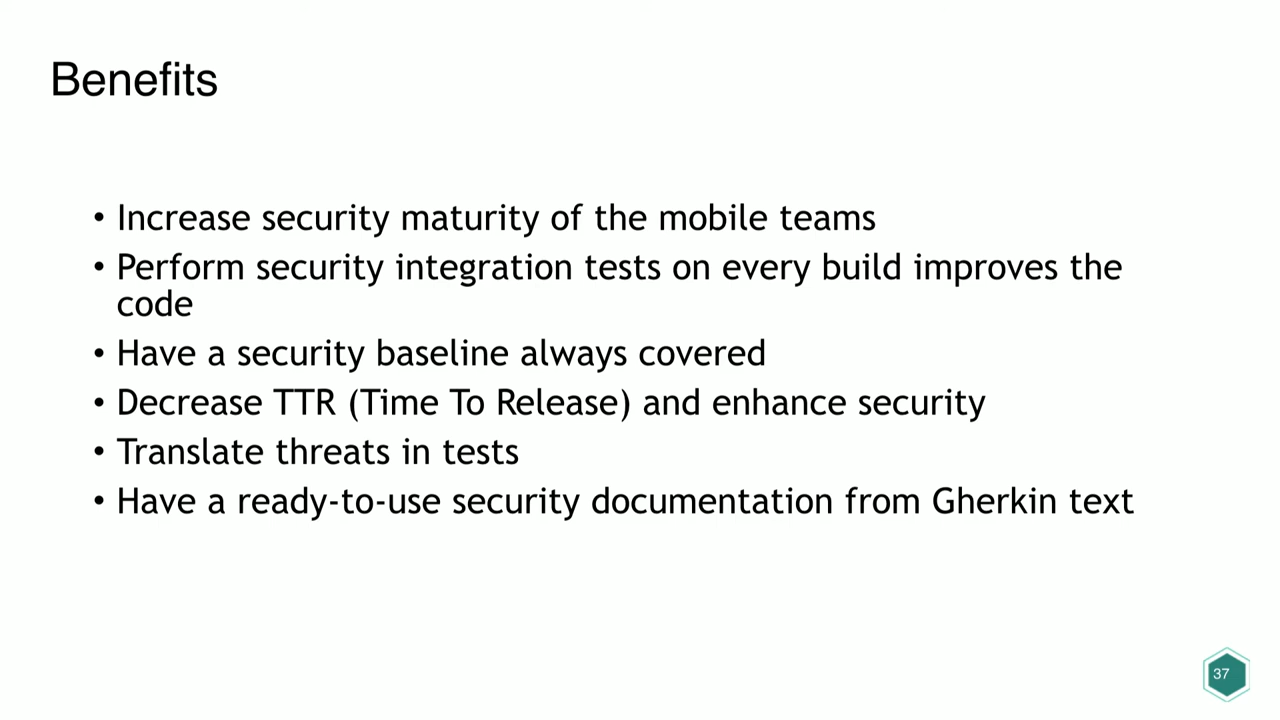 Benefits
• Increase security maturity of the mobile teams
• Perform security integration tests on every build improves the
code
• Have a security baseline always covered
• Decrease TTR (Time To Release) and enhance security
• Translate threats in tests
• Have a ready-to-use security documentation from Gherkin text
37